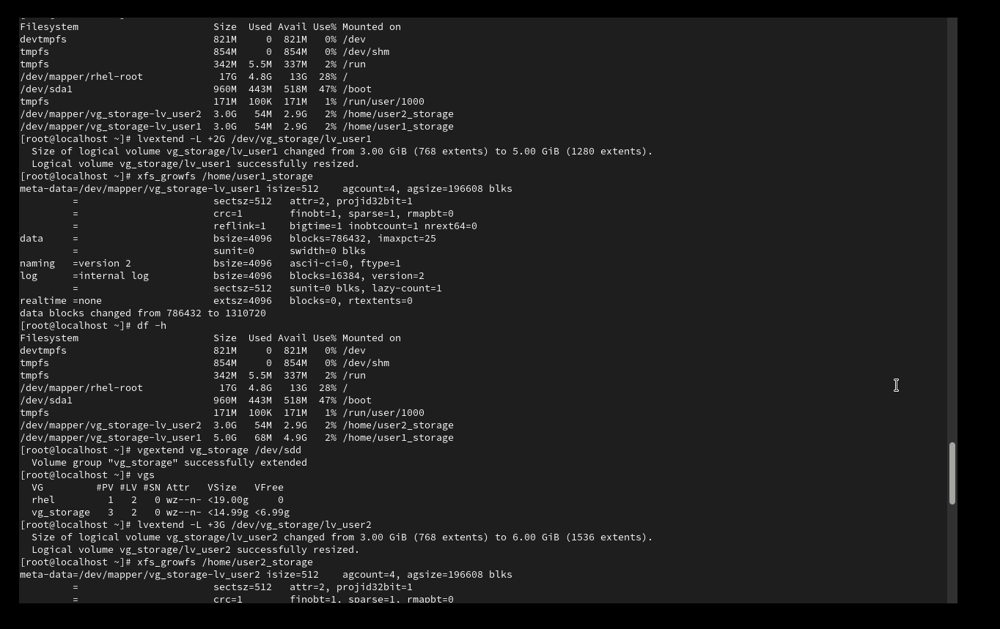 Filesystem                       Size  Used Avail Use% Mounted on
devtmpfs                         821M     0  821M   0% /dev
tmpfs                            854M     0  854M   0% /dev/shm
tmpfs                            342M  5.5M  337M   2% /run
/dev/mapper/rhel-root             17G  4.8G   13G  28% /
/dev/sda1                        960M  443M  518M  47% /boot
tmpfs                            171M  100K  171M   1% /run/user/1000
/dev/mapper/vg_storage-lv_user2  3.0G   54M  2.9G   2% /home/user2_storage
/dev/mapper/vg_storage-lv_user1  3.0G   54M  2.9G   2% /home/user1_storage
[root@localhost ~]# lvextend -L +2G /dev/vg_storage/lv_user1
  Size of logical volume vg_storage/lv_user1 changed from 3.00 GiB (768 extents) to 5.00 GiB (1280 extents).
  Logical volume vg_storage/lv_user1 successfully resized.
[root@localhost ~]# xfs_growfs /home/user1_storage
meta-data=/dev/mapper/vg_storage-lv_user1 isize=512    agcount=4, agsize=196608 blks
         =                       sectsz=512   attr=2, projid32bit=1
         =                       crc=1        finobt=1, sparse=1, rmapbt=0
         =                       reflink=1    bigtime=1 inobtcount=1 nrext64=0
data     =                       bsize=4096   blocks=786432, imaxpct=25
         =                       sunit=0      swidth=0 blks
naming   =version 2              bsize=4096   ascii-ci=0, ftype=1
log      =internal log           bsize=4096   blocks=16384, version=2
         =                       sectsz=512   sunit=0 blks, lazy-count=1
realtime =none                   extsz=4096   blocks=0, rtextents=0
data blocks changed from 786432 to 1310720
[root@localhost ~]# df -h
Filesystem                       Size  Used Avail Use% Mounted on
devtmpfs                         821M     0  821M   0% /dev
tmpfs                            854M     0  854M   0% /dev/shm
tmpfs                            342M  5.5M  337M   2% /run
/dev/mapper/rhel-root             17G  4.8G   13G  28% /
/dev/sda1                        960M  443M  518M  47% /boot
tmpfs                            171M  100K  171M   1% /run/user/1000
/dev/mapper/vg_storage-lv_user2  3.0G   54M  2.9G   2% /home/user2_storage
/dev/mapper/vg_storage-lv_user1  5.0G   68M  4.9G   2% /home/user1_storage
[root@localhost ~]# vgextend vg_storage /dev/sdd
  Volume group "vg_storage" successfully extended
[root@localhost ~]# vgs
  VG         #PV #LV #SN Attr   VSize   VFree
  rhel         1   2   0 wz--n- <19.00g     0
  vg_storage   3   2   0 wz--n- <14.99g <6.99g
[root@localhost ~]# lvextend -L +3G /dev/vg_storage/lv_user2
  Size of logical volume vg_storage/lv_user2 changed from 3.00 GiB (768 extents) to 6.00 GiB (1536 extents).
  Logical volume vg_storage/lv_user2 successfully resized.
[root@localhost ~]# xfs_growfs /home/user2_storage
meta-data=/dev/mapper/vg_storage-lv_user2 isize=512    agcount=4, agsize=196608 blks
         =                       sectsz=512   attr=2, projid32bit=1
         =                       crc=1        finobt=1, sparse=1, rmapbt=0